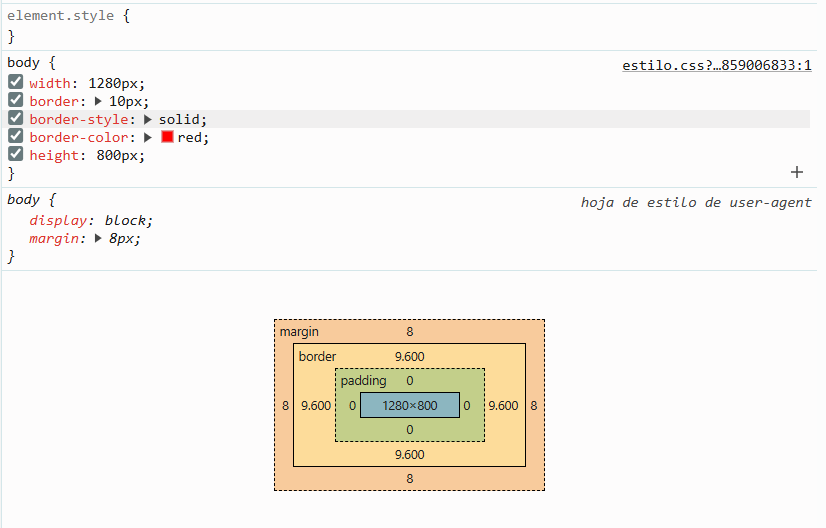 element.style {
}
body {
estilo.css?…859006833:1
width: 1280px;
border: 10px;
border-style: solid;
border-color: red;
height: 800px;
}
body {
hoja de estilo de user-agent
display: block;
margin: 8px;
}
margin 8
border 9.600
padding 0
8 9.600 0 1280×800 0 9.600 8
0
9.600
8